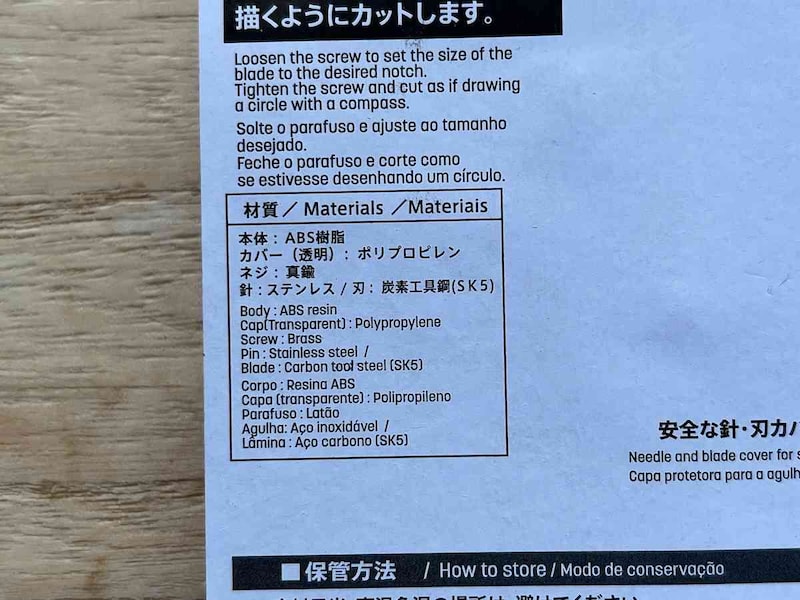 描くようにカットします。
Loosen the screw to set the size of the
blade to the desired notch.
Tighten the screw and cut as if drawing
a circle with a compass.
Solte o parafuso e ajuste ao tamanho
desejado.
Feche o parafuso e corte como
se estivesse desenhando um círculo.
材質／Materials／Materiais
本体：ABS樹脂
カバー（透明）：ポリプロピレン
ネジ：真鍮
針：ステンレス / 刃：炭素工具鋼(SK5)
Body : ABS resin
Cap(Transparent) : Polypropylene
Screw : Brass
Pin : Stainless steel /
Blade : Carbon tool steel (SK5)
Corpo : Resina ABS
Capa (transparente) : Polipropileno
Parafuso : Latão
Agulha: Aço inoxidável /
Lâmina : Aço carbono (SK5)
安全な針・刃カバ
Needle and blade cover for
Capa protetora para a agulh
■保管方法 / How to store / Modo de conservação